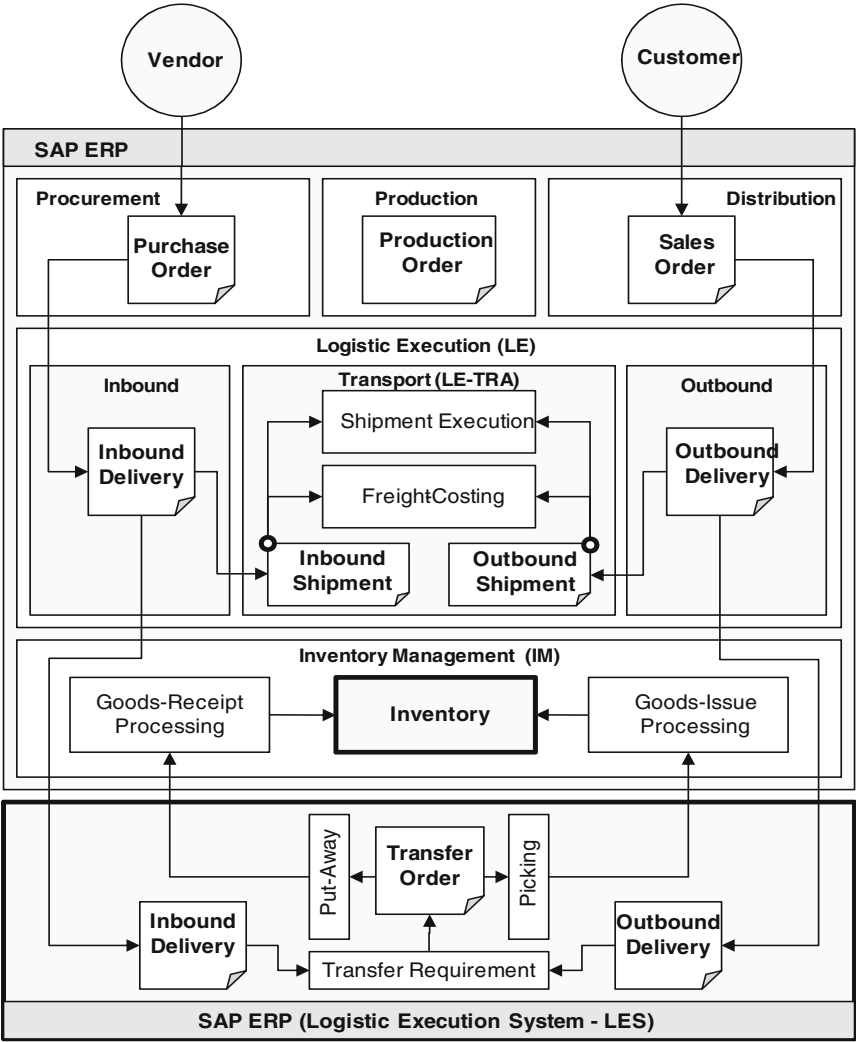 Vendor
Customer
SAP ERP
Procurement
Production
Distribution
Purchase
Order
Production
Order
Sales
Order
Logistic Execution (LE)
Inbound
Transport (LE-TRA)
Outbound
Shipment Execution
Inbound
Delivery
Outbound
Delivery
Freight-Costing
Inbound
Shipment
Outbound
Shipment
Inventory Management (IM)
Goods-Receipt
Processing
Inventory
Goods-Issue
Processing
Put-Away
Transfer
Order
Picking
Inbound
Delivery
Outbound
Delivery
Transfer Requirement
SAP ERP (Logistic Execution System - LES)